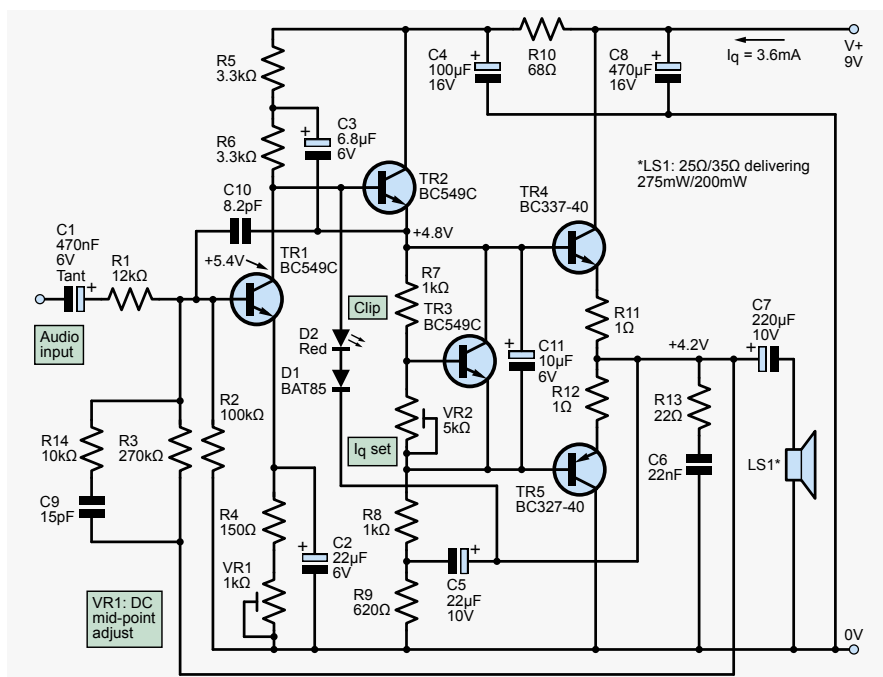 R5
3.3kΩ
R6
3.3kΩ
C3
6.8µF
6V
+
C10
8.2pF
C1
470nF
6V
Tant
+
R1
12kΩ
+5.4V
TR1
BC549C
TR2
BC549C
+4.8V
C4
100µF
16V
+
R10
68Ω
C8
470µF
16V
+
Iq = 3.6mA
V+
9V
*LS1: 25Ω/35Ω delivering
275mW/200mW
TR4
BC337-40
Audio
input
Clip
D2
Red
D1
BAT85
R7
1kΩ
TR3
BC549C
VR2
5kΩ
Iq set
C11
10µF
6V
+
R11
1Ω
R12
1Ω
+4.2V
C7
220µF
10V
+
R13
22Ω
C6
22nF
LS1*
TR5
BC327-40
R14
10kΩ
C9
15pF
R3
270kΩ
R2
100kΩ
R4
150Ω
VR1
1kΩ
C2
22µF
6V
+
R8
1kΩ
R9
620Ω
C5
22µF
10V
+
VR1: DC
mid-point
adjust
0V